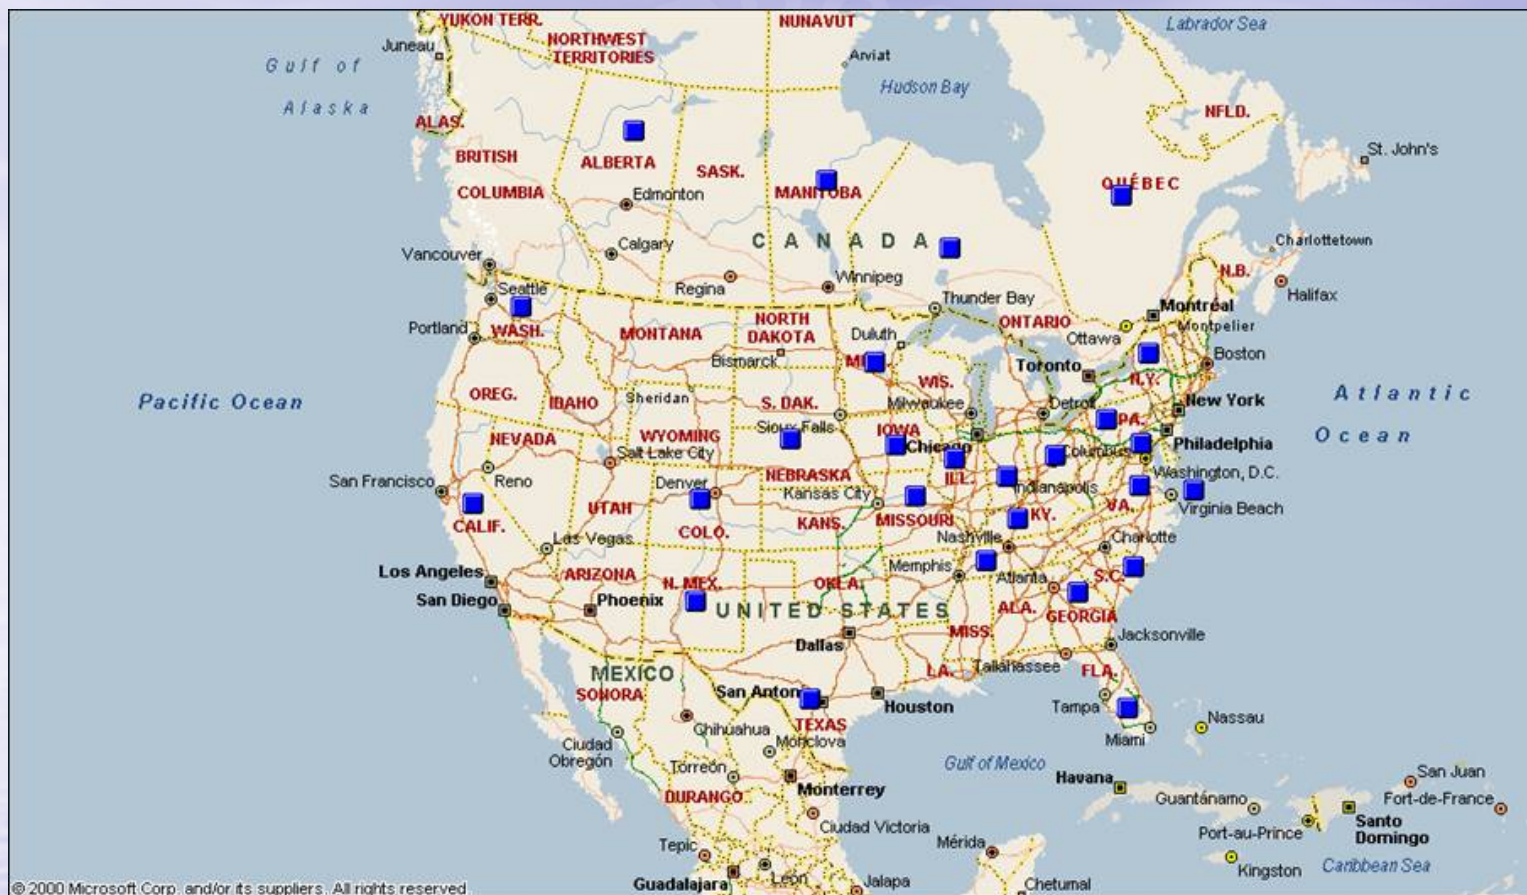 YUKON TERR.
NUNAVUT
Labrador Sea
Juneau
NORTHWEST
TERRITORIES
Arviat
Gulf of
Alaska
Hudson Bay
ALAS.
NFLD.
BRITISH
COLUMBIA
ALBERTA
SASK.
MANITOBA
QUÉBEC
St. John's
Edmonton
CANADA
Calgary
Vancouver
Charlottetown
N.B.
Regina
Winnipeg
Halifax
Seattle
Thunder Bay
Montréal
Portland
WASH.
MONTANA
NORTH
DAKOTA
Duluth
ONTARIO
Ottawa
Montpelier
Bismarck
Toronto
Boston
OREG.
IDAHO
Sheridan
S. DAK.
WIS.
N.Y.
Pacific Ocean
Atlantic
Ocean
Milwaukee
Detroit
New York
Sioux Falls
IOWA
PA.
NEVADA
WYOMING
Chicago
Columbus
Philadelphia
Salt Lake City
San Francisco
Reno
Denver
NEBRASKA
ILL.
Indianapolis
Washington, D.C.
Kansas City
UTAH
CALIF.
COLO.
KANS.
MISSOURI
KY.
VA.
Virginia Beach
Las Vegas
Nashville
Charlotte
Los Angeles
ARIZONA
N. MEX.
OKLA.
Memphis
Atlanta
S.C.
San Diego
Phoenix
UNITED STATES
ALA.
GEORGIA
Dallas
MISS.
Jacksonville
MEXICO
SONORA
LA.
Tallahassee
FLA.
San Anton
Houston
Tampa
TEXAS
Nassau
Chihuahua
Monclova
Miami
Ciudad
Obregón
Torreón
Gulf of Mexico
Havana
San Juan
DURANGO
Monterrey
Guantánamo
Fort-de-France
Ciudad Victoria
Port-au-Prince
Santo
Domingo
Tepic
Mérida
Kingston
Caribbean Sea
Guadalajara
León
Jalapa
Chetumal
© 2000 Microsoft Corp. and/or its suppliers. All rights reserved.